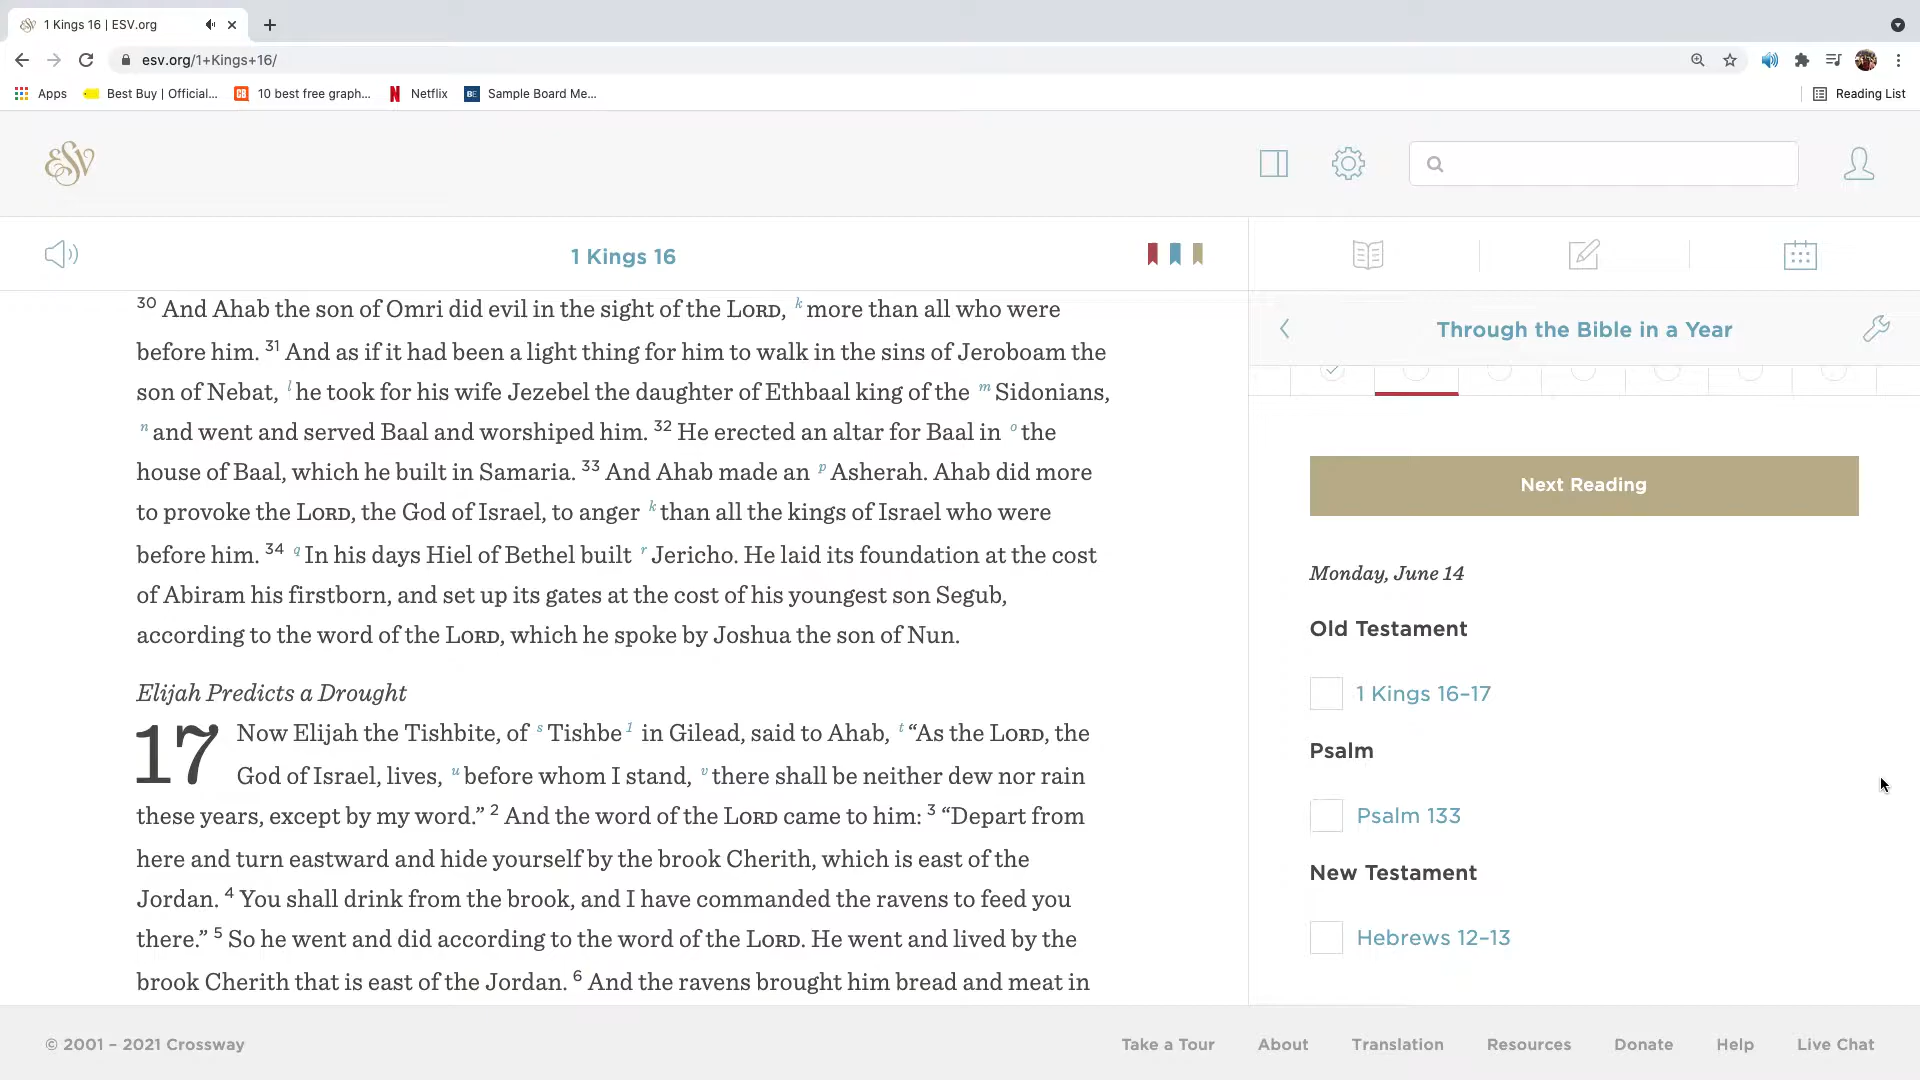 1 Kings 16 | ESV.org
esv.org/1+Kings+16/
Apps
Best Buy | Official...
CB
10 best free graph...
N
Netflix
BE
Sample Board Me...
Reading List
ESV
1 Kings 16
30 And Ahab the son of Omri did evil in the sight of the LORD, k more than all who were
before him. 31 And as if it had been a light thing for him to walk in the sins of Jeroboam the
son of Nebat, l he took for his wife Jezebel the daughter of Ethbaal king of the m Sidonians,
n and went and served Baal and worshiped him. 32 He erected an altar for Baal in o the
house of Baal, which he built in Samaria. 33 And Ahab made an p Asherah. Ahab did more
to provoke the LORD, the God of Israel, to anger k than all the kings of Israel who were
before him. 34 q In his days Hiel of Bethel built r Jericho. He laid its foundation at the cost
of Abiram his firstborn, and set up its gates at the cost of his youngest son Segub,
according to the word of the LORD, which he spoke by Joshua the son of Nun.
Elijah Predicts a Drought
17 Now Elijah the Tishbite, of s Tishbe 1 in Gilead, said to Ahab, t “As the LORD, the
God of Israel, lives, u before whom I stand, v there shall be neither dew nor rain
these years, except by my word.” 2 And the word of the LORD came to him: 3 “Depart from
here and turn eastward and hide yourself by the brook Cherith, which is east of the
Jordan. 4 You shall drink from the brook, and I have commanded the ravens to feed you
there.” 5 So he went and did according to the word of the LORD. He went and lived by the
brook Cherith that is east of the Jordan. 6 And the ravens brought him bread and meat in
Through the Bible in a Year
Next Reading
Monday, June 14
Old Testament
1 Kings 16–17
Psalm
Psalm 133
New Testament
Hebrews 12–13
© 2001 – 2021 Crossway
Take a Tour
About
Translation
Resources
Donate
Help
Live Chat